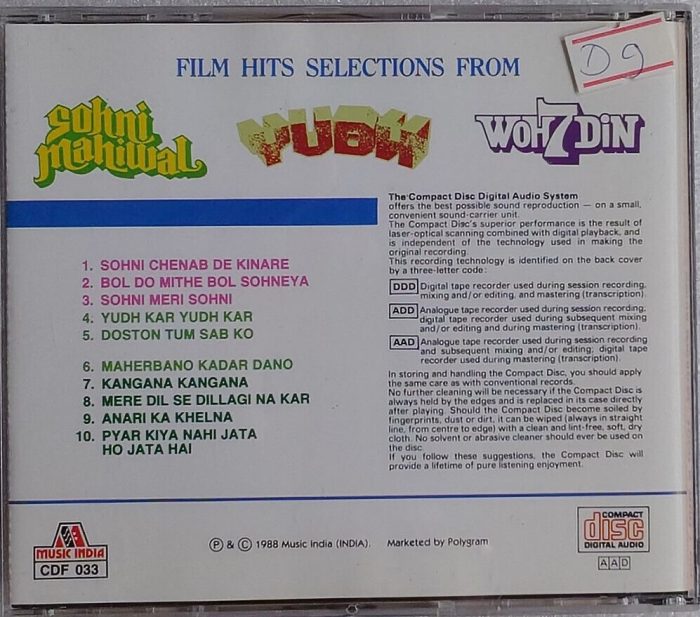 FILM HITS SELECTIONS FROM
D9
Sohni
Mahiwal
YUDH
WOH 7 DiN
1. SOHNI CHENAB DE KINARE
2. BOL DO MITHE BOL SOHNEYA
3. SOHNI MERI SOHNI
4. YUDH KAR YUDH KAR
5. DOSTON TUM SAB KO
6. MAHERBANO KADAR DANO
7. KANGANA KANGANA
8. MERE DIL SE DILLAGI NA KAR
9. ANARI KA KHELNA
10. PYAR KIYA NAHI JATA
HO JATA HAI
The Compact Disc Digital Audio System
offers the best possible sound reproduction — on a small,
convenient sound-carrier unit.
The Compact Disc's superior performance is the result of
laser-optical scanning combined with digital playback, and
is independent of the technology used in making the
original recording.
This recording technology is identified on the back cover
by a three-letter code:
DDD Digital tape recorder used during session recording,
mixing and/or editing, and mastering (transcription).
ADD Analogue tape recorder used during session recording;
digital tape recorder used during subsequent mixing
and/or editing and during mastering (transcription).
AAD Analogue tape recorder used during session recording
and subsequent mixing and/or editing; digital tape
recorder used during mastering (transcription).
In storing and handling the Compact Disc, you should apply
the same care as with conventional records.
No further cleaning will be necessary if the Compact Disc is
always held by the edges and is replaced in its case directly
after playing. Should the Compact Disc become soiled by
fingerprints, dust or dirt, it can be wiped (always in straight
line, from centre to edge) with a clean and lint-free, soft, dry
cloth. No solvent or abrasive cleaner should ever be used on
the disc.
If you follow these suggestions, the Compact Disc will
provide a lifetime of pure listening enjoyment.
MUSIC INDIA
CDF 033
Ⓟ & © 1988 Music India (INDIA). Marketed by Polygram
COMPACT
disc
DIGITAL AUDIO
AAD